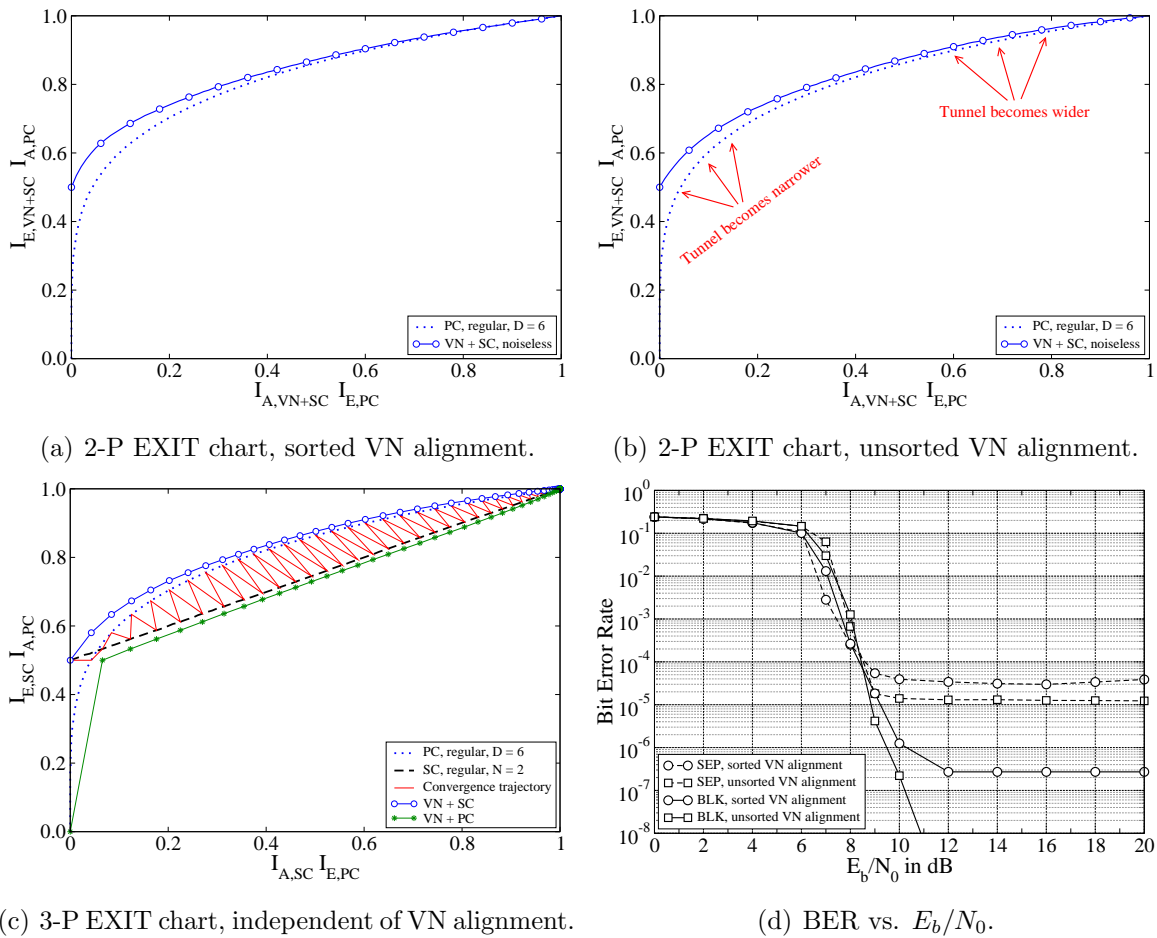 1.0
0.8
0.6
0.4
0.2
0.0
I_E,VN+SC I_A,PC
0.2
0.4
0.6
0.8
1
I_A,VN+SC I_E,PC
PC, regular, D = 6
VN + SC, noiseless
(a) 2-P EXIT chart, sorted VN alignment.
1.0
0.8
0.6
0.4
0.2
0.0
I_E,VN+SC I_A,PC
0.2
0.4
0.6
0.8
1
I_A,VN+SC I_E,PC
Tunnel becomes wider
Tunnel becomes narrower
PC, regular, D = 6
VN + SC, noiseless
(b) 2-P EXIT chart, unsorted VN alignment.
1.0
0.8
0.6
0.4
0.2
0.0
I_E,SC I_A,PC
0.2
0.4
0.6
0.8
1
I_A,SC I_E,PC
PC, regular, D = 6
SC, regular, N = 2
Convergence trajectory
VN + SC
VN + PC
(c) 3-P EXIT chart, independent of VN alignment.
10^0
10^-1
10^-2
10^-3
10^-4
10^-5
10^-6
10^-7
10^-8
Bit Error Rate
0
2
4
6
8
10
12
14
16
18
20
E_b/N_0 in dB
SEP, sorted VN alignment
SEP, unsorted VN alignment
BLK, sorted VN alignment
BLK, unsorted VN alignment
(d) BER vs. E_b/N_0.